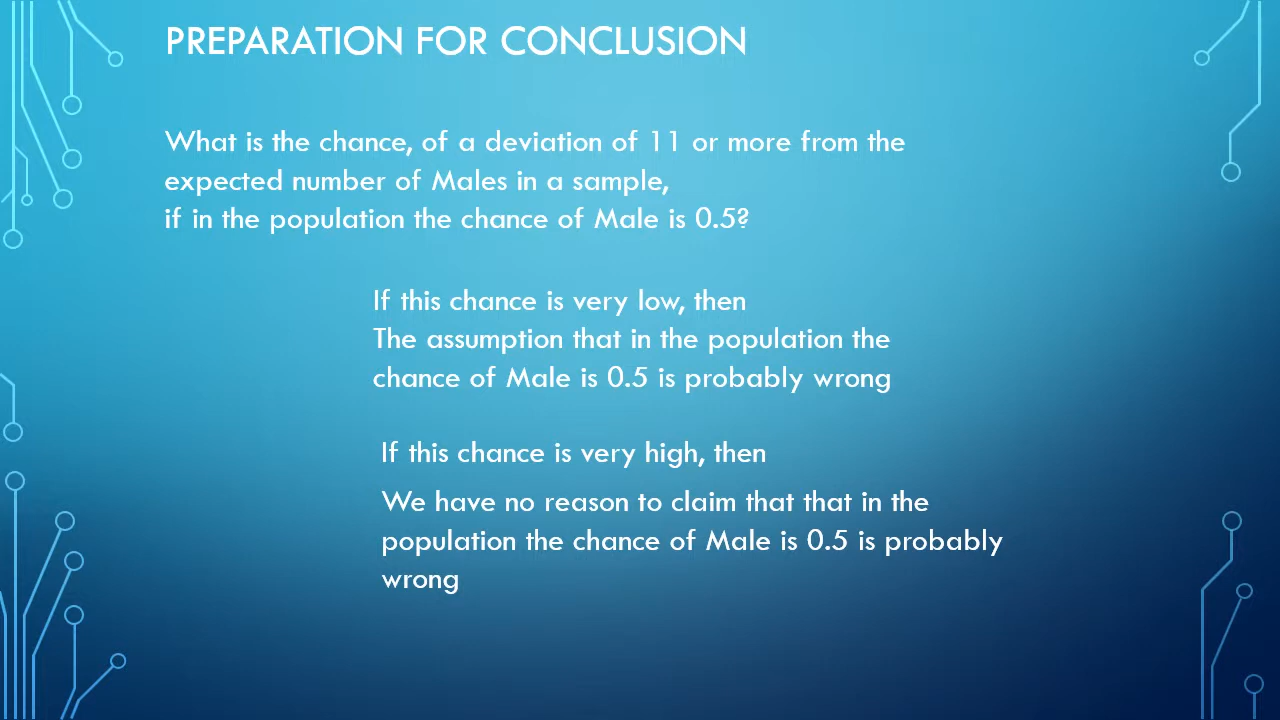 PREPARATION FOR CONCLUSION
What is the chance, of a deviation of 11 or more from the
expected number of Males in a sample,
if in the population the chance of Male is 0.5?
If this chance is very low, then
The assumption that in the population the
chance of Male is 0.5 is probably wrong
If this chance is very high, then
We have no reason to claim that that in the
population the chance of Male is 0.5 is probably
wrong